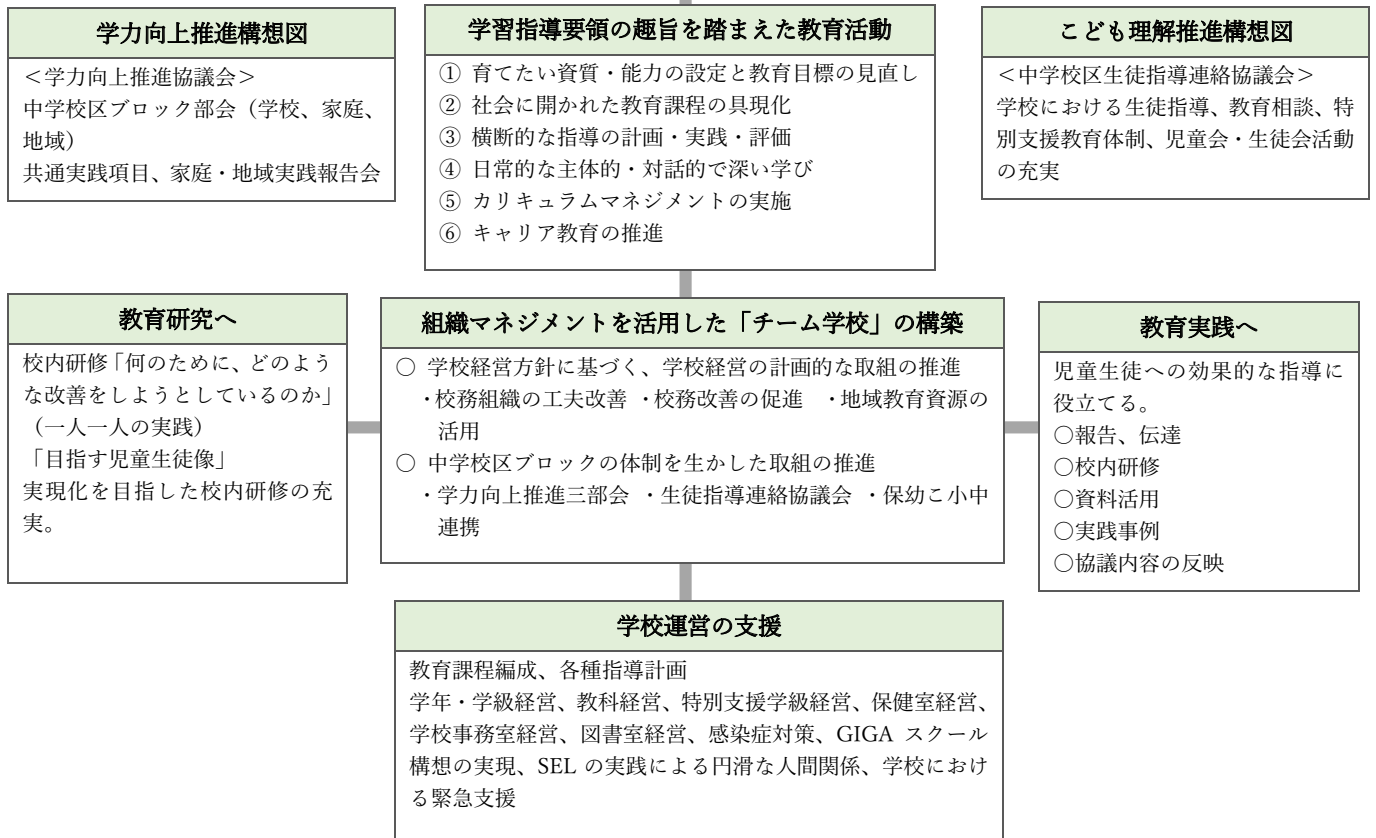 学力向上推進構想図
＜学力向上推進協議会＞
中学校区ブロック部会（学校、家庭、
地域）
共通実践項目、家庭・地域実践報告会
学習指導要領の趣旨を踏まえた教育活動
① 育てたい資質・能力の設定と教育目標の見直し
② 社会に開かれた教育課程の具現化
③ 横断的な指導の計画・実践・評価
④ 日常的な主体的・対話的で深い学び
⑤ カリキュラムマネジメントの実施
⑥ キャリア教育の推進
こども理解推進構想図
＜中学校区生徒指導連絡協議会＞
学校における生徒指導、教育相談、特
別支援教育体制、児童会・生徒会活動
の充実
教育研究へ
校内研修「何のために、どのよう
な改善をしようとしているのか」
（一人一人の実践）
「目指す児童生徒像」
実現化を目指した校内研修の充
実。
組織マネジメントを活用した「チーム学校」の構築
○ 学校経営方針に基づく、学校経営の計画的な取組の推進
・校務組織の工夫改善 ・校務改善の促進 ・地域教育資源の
活用
○ 中学校区ブロックの体制を生かした取組の推進
・学力向上推進三部会 ・生徒指導連絡協議会 ・保幼こ小中
連携
教育実践へ
児童生徒への効果的な指導に
役立てる。
○報告、伝達
○校内研修
○資料活用
○実践事例
○協議内容の反映
学校運営の支援
教育課程編成、各種指導計画
学年・学級経営、教科経営、特別支援学級経営、保健室経営、
学校事務室経営、図書室経営、感染症対策、GIGA スクール
構想の実現、SEL の実践による円滑な人間関係、学校におけ
る緊急支援